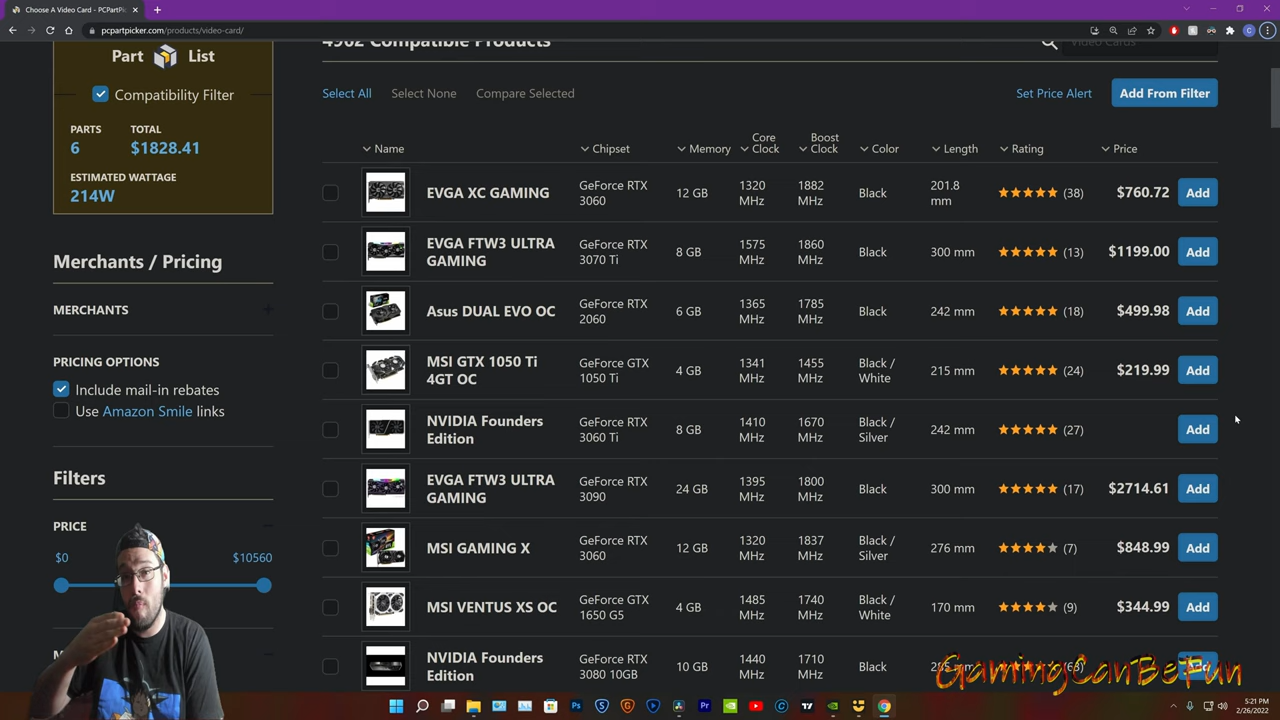 Choose A Video Card - PCPartPic
pcpartpicker.com/products/video-card/
Part List
Compatibility Filter
PARTS TOTAL
6 $1828.41
ESTIMATED WATTAGE
214W
Merchants / Pricing
MERCHANTS
PRICING OPTIONS
Include mail-in rebates
Use Amazon Smile links
Filters
PRICE
$0 $10560
M
4962 Compatible Products
Video Cards
Select All Select None Compare Selected Set Price Alert Add From Filter
Name Chipset Memory Core Clock Boost Clock Color Length Rating Price
EVGA XC GAMING GeForce RTX 3060 12 GB 1320 MHz 1882 MHz Black 201.8 mm (38) $760.72 Add
EVGA FTW3 ULTRA GAMING GeForce RTX 3070 Ti 8 GB 1575 MHz 1860 MHz Black 300 mm (13) $1199.00 Add
Asus DUAL EVO OC GeForce RTX 2060 6 GB 1365 MHz 1785 MHz Black 242 mm (18) $499.98 Add
MSI GTX 1050 Ti 4GT OC GeForce GTX 1050 Ti 4 GB 1341 MHz 1455 MHz Black / White 215 mm (24) $219.99 Add
NVIDIA Founders Edition GeForce RTX 3060 Ti 8 GB 1410 MHz 1670 MHz Black / Silver 242 mm (27) Add
EVGA FTW3 ULTRA GAMING GeForce RTX 3090 24 GB 1395 MHz 1800 MHz Black 300 mm (17) $2714.61 Add
MSI GAMING X GeForce RTX 3060 12 GB 1320 MHz 1837 MHz Black / Silver 276 mm (7) $848.99 Add
MSI VENTUS XS OC GeForce GTX 1650 G5 4 GB 1485 MHz 1740 MHz Black / White 170 mm (9) $344.99 Add
NVIDIA Founders Edition GeForce RTX 3080 10GB 10 GB 1440 MHz 1710 MHz Black 285 mm
GamingCanBeFun
5:21 PM
2/26/2022